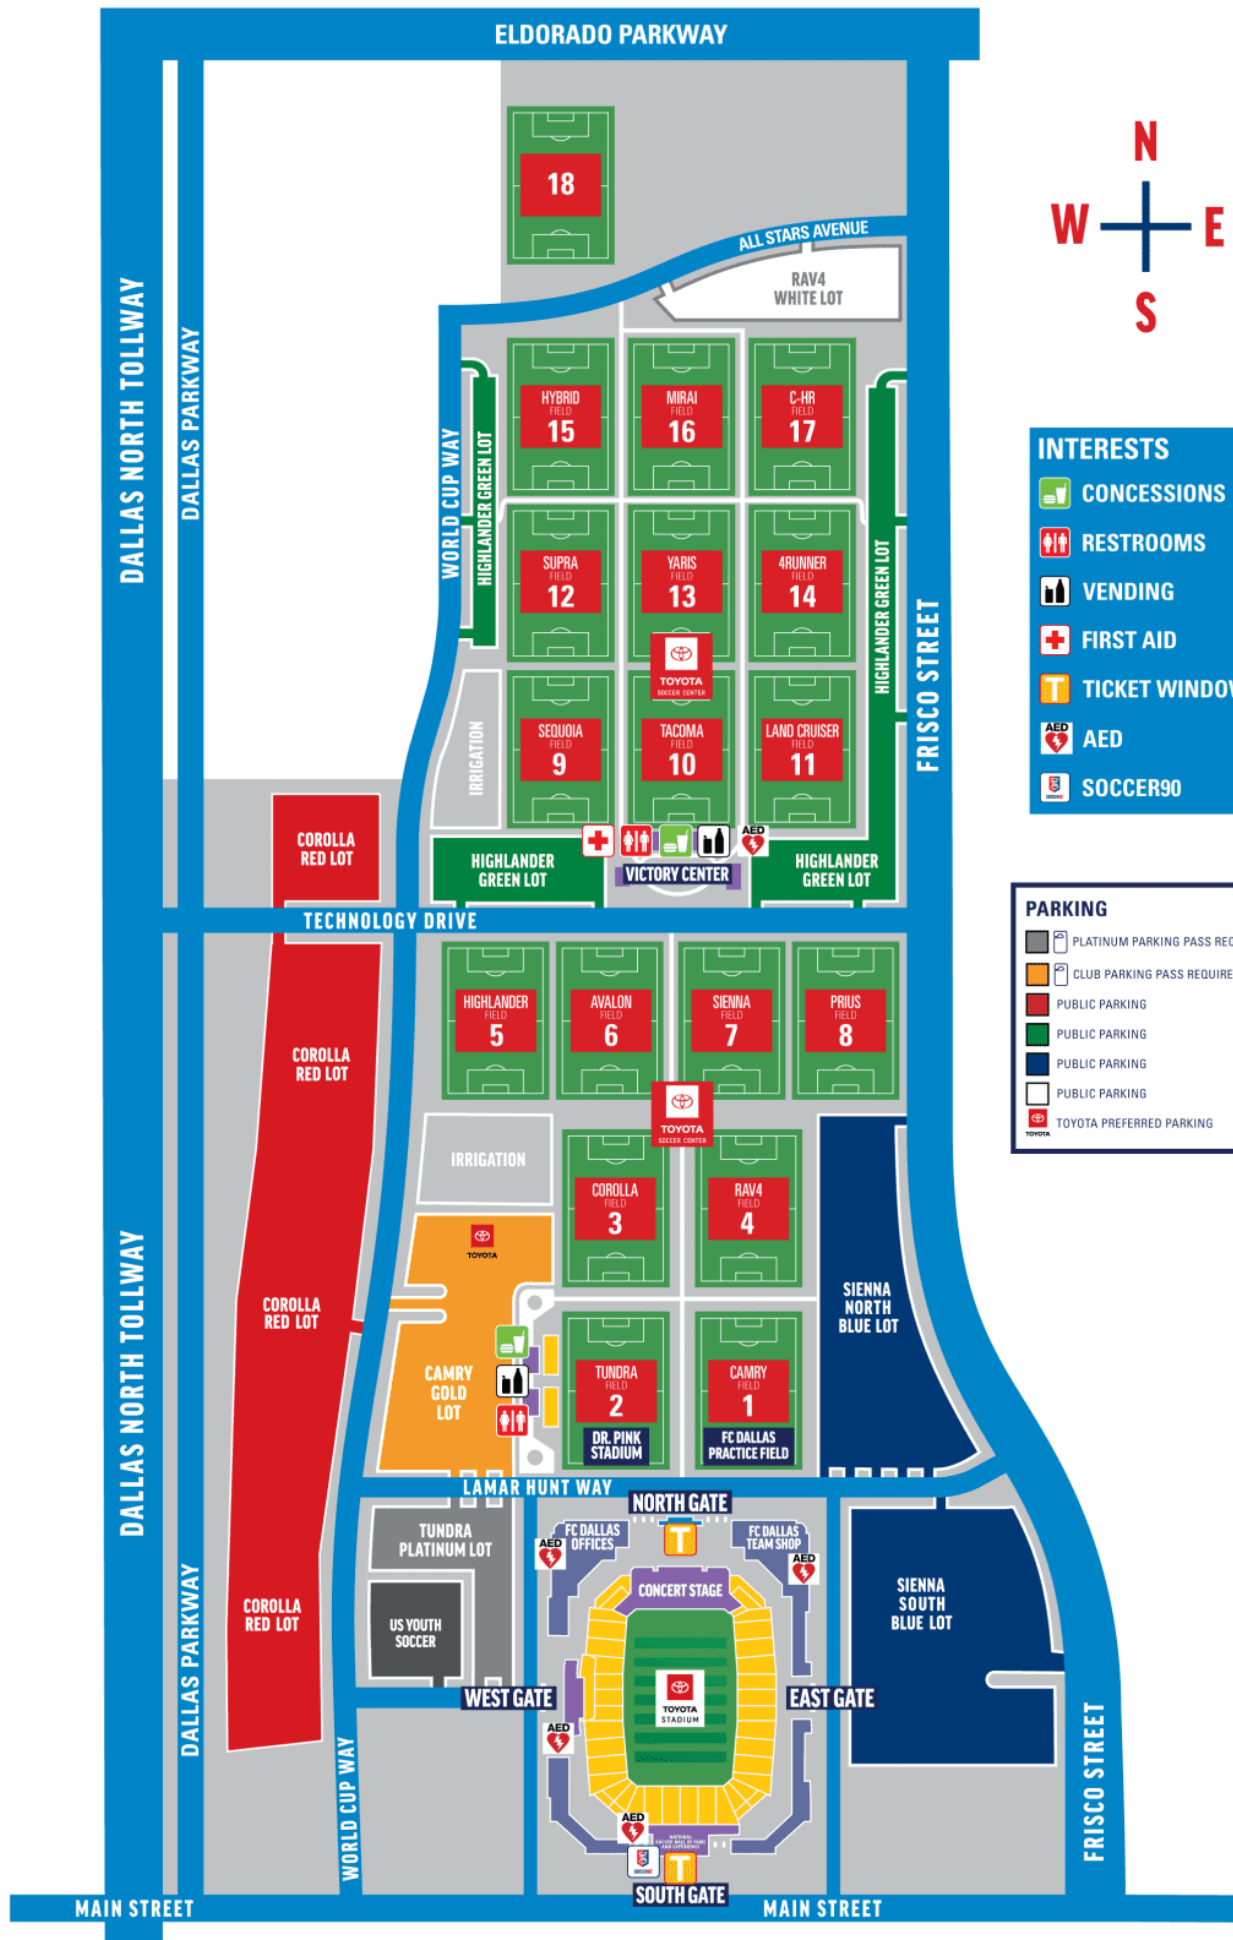 ELDORADO PARKWAY
N
W
E
S
18
ALL STARS AVENUE
RAV4
WHITE LOT
DALLAS NORTH TOLLWAY
DALLAS PARKWAY
WORLD CUP WAY
HIGHLANDER GREEN LOT
HYBRID
FIELD
15
MIRAI
FIELD
16
C-HR
FIELD
17
SUPRA
FIELD
12
YARIS
FIELD
13
4RUNNER
FIELD
14
HIGHLANDER GREEN LOT
FRISCO STREET
TOYOTA
SOCCER CENTER
IRRIGATION
SEQUOIA
FIELD
9
TACOMA
FIELD
10
LAND CRUISER
FIELD
11
INTERESTS
CONCESSIONS
RESTROOMS
VENDING
FIRST AID
TICKET WINDOW
AED
AED
SOCCER90
COROLLA
RED LOT
HIGHLANDER
GREEN LOT
AED
VICTORY CENTER
HIGHLANDER
GREEN LOT
TECHNOLOGY DRIVE
PARKING
PLATINUM PARKING PASS REQ
CLUB PARKING PASS REQUIRE
PUBLIC PARKING
PUBLIC PARKING
PUBLIC PARKING
PUBLIC PARKING
TOYOTA
TOYOTA PREFERRED PARKING
HIGHLANDER
FIELD
5
AVALON
FIELD
6
SIENNA
FIELD
7
PRIUS
FIELD
8
COROLLA
RED LOT
TOYOTA
SOCCER CENTER
IRRIGATION
COROLLA
FIELD
3
RAV4
FIELD
4
TOYOTA
DALLAS NORTH TOLLWAY
COROLLA
RED LOT
SIENNA
NORTH
BLUE LOT
CAMRY
GOLD
LOT
TUNDRA
FIELD
2
DR. PINK
STADIUM
CAMRY
FIELD
1
FC DALLAS
PRACTICE FIELD
LAMAR HUNT WAY
NORTH GATE
TUNDRA
PLATINUM LOT
AED
FC DALLAS
OFFICES
T
FC DALLAS
TEAM SHOP
AED
CONCERT STAGE
DALLAS PARKWAY
COROLLA
RED LOT
US YOUTH
SOCCER
SIENNA
SOUTH
BLUE LOT
WEST GATE
TOYOTA
STADIUM
EAST GATE
AED
WORLD CUP WAY
FRISCO STREET
AED
NATIONAL
SOCCER HALL OF FAME
AND EXPERIENCE
T
SOUTH GATE
MAIN STREET
MAIN STREET